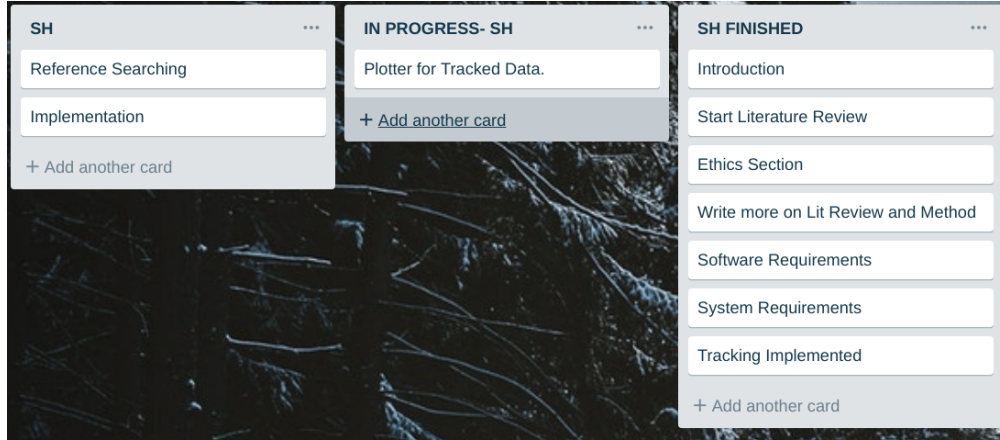 SH
Reference Searching
Implementation
+ Add another card
IN PROGRESS- SH
Plotter for Tracked Data.
+ Add another card
SH FINISHED
Introduction
Start Literature Review
Ethics Section
Write more on Lit Review and Method
Software Requirements
System Requirements
Tracking Implemented
+ Add another card